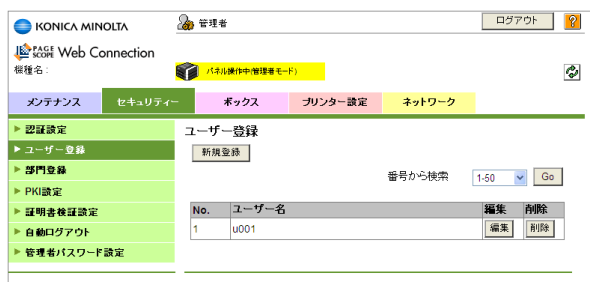 KONICA MINOLTA
管理者
ログアウト
?
PAGE SCOPE Web Connection
機種名:
パネル操作中(管理者モード)
メンテナンス
セキュリティー
ボックス
プリンター設定
ネットワーク
認証設定
ユーザー登録
部門登録
PKI設定
証明書検証設定
自動ログアウト
管理者パスワード設定
ユーザー登録
新規登録
番号から検索
1-50
Go
No. ユーザー名 編集 削除
1 u001 編集 削除